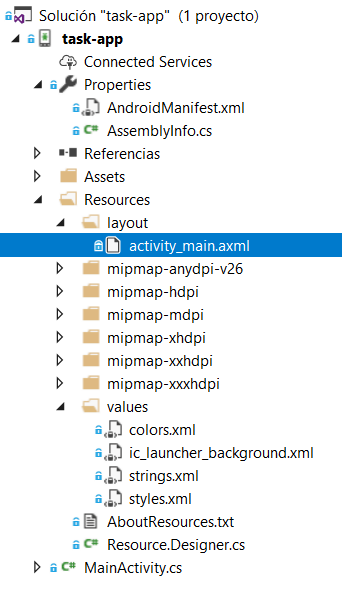 Solución "task-app" (1 proyecto)
task-app
Connected Services
Properties
AndroidManifest.xml
AssemblyInfo.cs
Referencias
Assets
Resources
layout
activity_main.axml
mipmap-anydpi-v26
mipmap-hdpi
mipmap-mdpi
mipmap-xhdpi
mipmap-xxhdpi
mipmap-xxxhdpi
values
colors.xml
ic_launcher_background.xml
strings.xml
styles.xml
AboutResources.txt
C# Resource.Designer.cs
C# MainActivity.cs